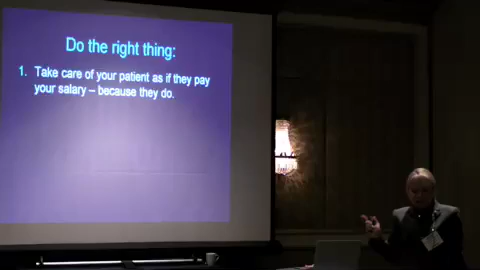 Do the right thing:
1. Take care of your patient as if they pay
your salary – because they do.